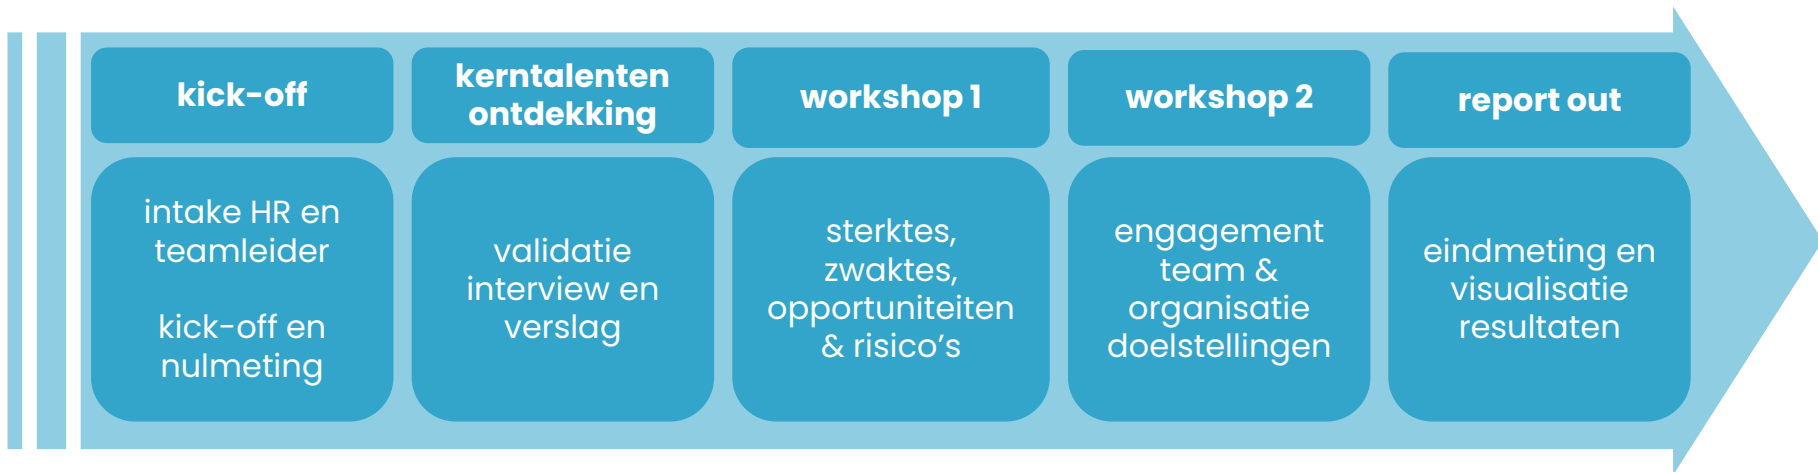 kick-off
intake HR en
teamleider
kick-off en
nulmeting
kerntalenten
ontdekking
validatie
interview en
verslag
workshop 1
sterktes,
zwaktes,
opportuniteiten
& risico's
workshop 2
engagement
team &
organisatie
doelstellingen
report out
eindmeting en
visualisatie
resultaten